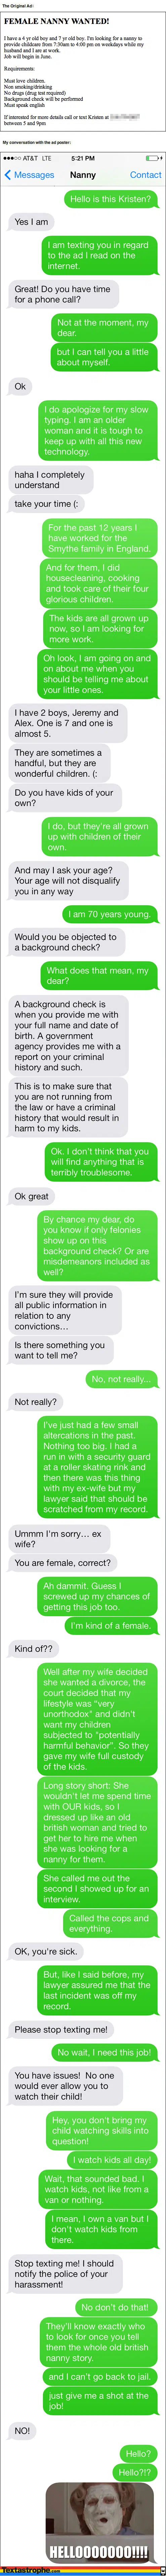 The Original Ad:
FEMALE NANNY WANTED!
I have a 4 yr old boy and 7 yr old boy. I'm looking for a nanny to
provide childcare from 7:30am to 4:00 pm on weekdays while my
husband and I are at work.
Job will begin in June.
Requirements:
Must love children.
Non smoking/drinking
No drugs (drug test required)
Background check will be performed
Must speak english
If interested for more details call or text Kristen at
between 5 and 9pm
My conversation with the ad poster:
AT&T LTE 5:21 PM
Messages Nanny Contact
Hello is this Kristen?
Yes I am
I am texting you in regard
to the ad I read on the
internet.
Great! Do you have time
for a phone call?
Not at the moment, my
dear.
but I can tell you a little
about myself.
Ok
I do apologize for my slow
typing. I am an older
woman and it is tough to
keep up with all this new
technology.
haha I completely
understand
take your time (:
For the past 12 years I
have worked for the
Smythe family in England.
And for them, I did
housecleaning, cooking
and took care of their four
glorious children.
The kids are all grown up
now, so I am looking for
more work.
Oh look, I am going on and
on about me when you
should be telling me about
your little ones.
I have 2 boys, Jeremy and
Alex. One is 7 and one is
almost 5.
They are sometimes a
handful, but they are
wonderful children. (:
Do you have kids of your
own?
I do, but they're all grown
up with children of their
own.
And may I ask your age?
Your age will not disqualify
you in any way
I am 70 years young.
Would you be objected to
a background check?
What does that mean, my
dear?
A background check is
when you provide me with
your full name and date of
birth. A government
agency provides me with a
report on your criminal
history and such.
This is to make sure that
you are not running from
the law or have a criminal
history that would result in
harm to my kids.
Ok. I don't think that you
will find anything that is
terribly troublesome.
Ok great
By chance my dear, do
you know if only felonies
show up on this
background check? Or are
misdemeanors included as
well?
I'm sure they will provide
all public information in
relation to any
convictions...
Is there something you
want to tell me?
No, not really...
Not really?
I've just had a few small
altercations in the past.
Nothing too big. I had a
run in with a security guard
at a roller skating rink and
then there was this thing
with my ex-wife but my
lawyer said that should be
scratched from my record.
Ummm I'm sorry... ex
wife?
You are female, correct?
Ah dammit. Guess I
screwed up my chances of
getting this job too.
I'm kind of a female.
Kind of??
Well after my wife decided
she wanted a divorce, the
court decided that my
lifestyle was "very
unorthodox" and didn't
want my children
subjected to "potentially
harmful behavior". So they
gave my wife full custody
of the kids.
Long story short: She
wouldn't let me spend time
with OUR kids, so I
dressed up like an old
british woman and tried to
get her to hire me when
she was looking for a
nanny for them.
She called me out the
second I showed up for an
interview.
Called the cops and
everything.
OK, you're sick.
But, like I said before, my
lawyer assured me that the
last incident was off my
record.
Please stop texting me!
No wait, I need this job!
You have issues! No one
would ever allow you to
watch their child!
Hey, you don't bring my
child watching skills into
question!
I watch kids all day!
Wait, that sounded bad. I
watch kids, not like from a
van or nothing.
I mean, I own a van but I
don't watch kids from
there.
Stop texting me! I should
notify the police of your
harassment!
No don't do that!
They'll know exactly who
to look for once you tell
them the whole old british
nanny story.
and I can't go back to jail.
just give me a shot at the
job!
NO!
Hello?
Hello?!?
HELLOOOOOOO!!!!
Textastrophe.com